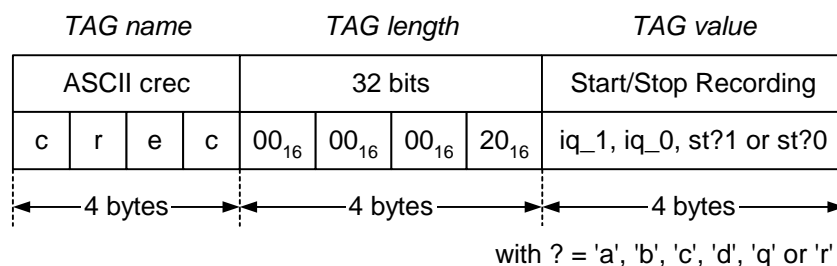 TAG name TAG length TAG value
ASCII crec 32 bits Start/Stop Recording
c r e c 00₁₆ 00₁₆ 00₁₆ 20₁₆ iq_1, iq_0, st?1 or st?0
4 bytes 4 bytes 4 bytes
with ? = 'a', 'b', 'c', 'd', 'q' or 'r'